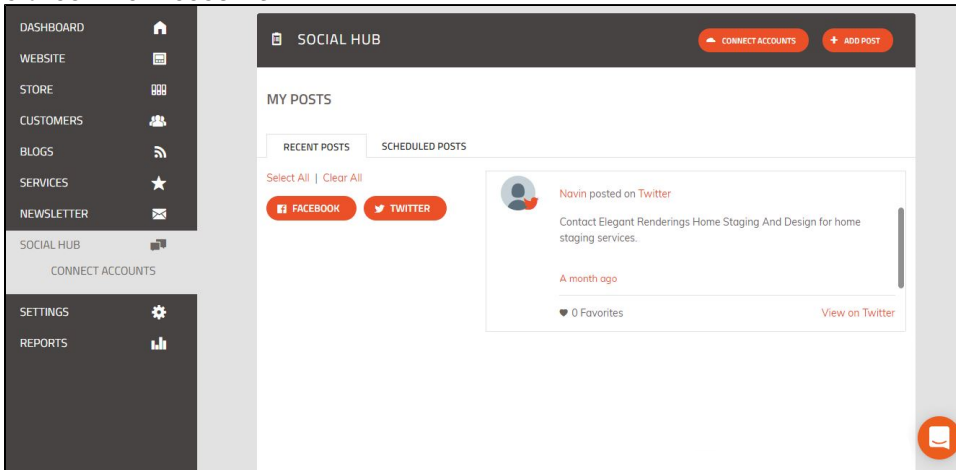 DASHBOARD
WEBSITE
STORE
CUSTOMERS
BLOGS
SERVICES
NEWSLETTER
SOCIAL HUB
CONNECT ACCOUNTS
SETTINGS
REPORTS
SOCIAL HUB
CONNECT ACCOUNTS
+ ADD POST
MY POSTS
RECENT POSTS SCHEDULED POSTS
Select All | Clear All
FACEBOOK TWITTER
Navin posted on Twitter
Contact Elegant Renderings Home Staging And Design for home
staging services.
A month ago
0 Favorites View on Twitter